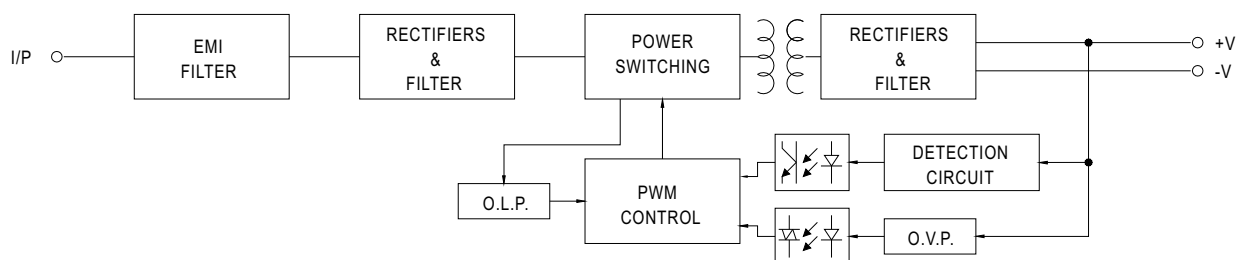 I/P
EMI
FILTER
RECTIFIERS
&
FILTER
POWER
SWITCHING
RECTIFIERS
&
FILTER
+V
-V
O.L.P.
PWM
CONTROL
DETECTION
CIRCUIT
O.V.P.